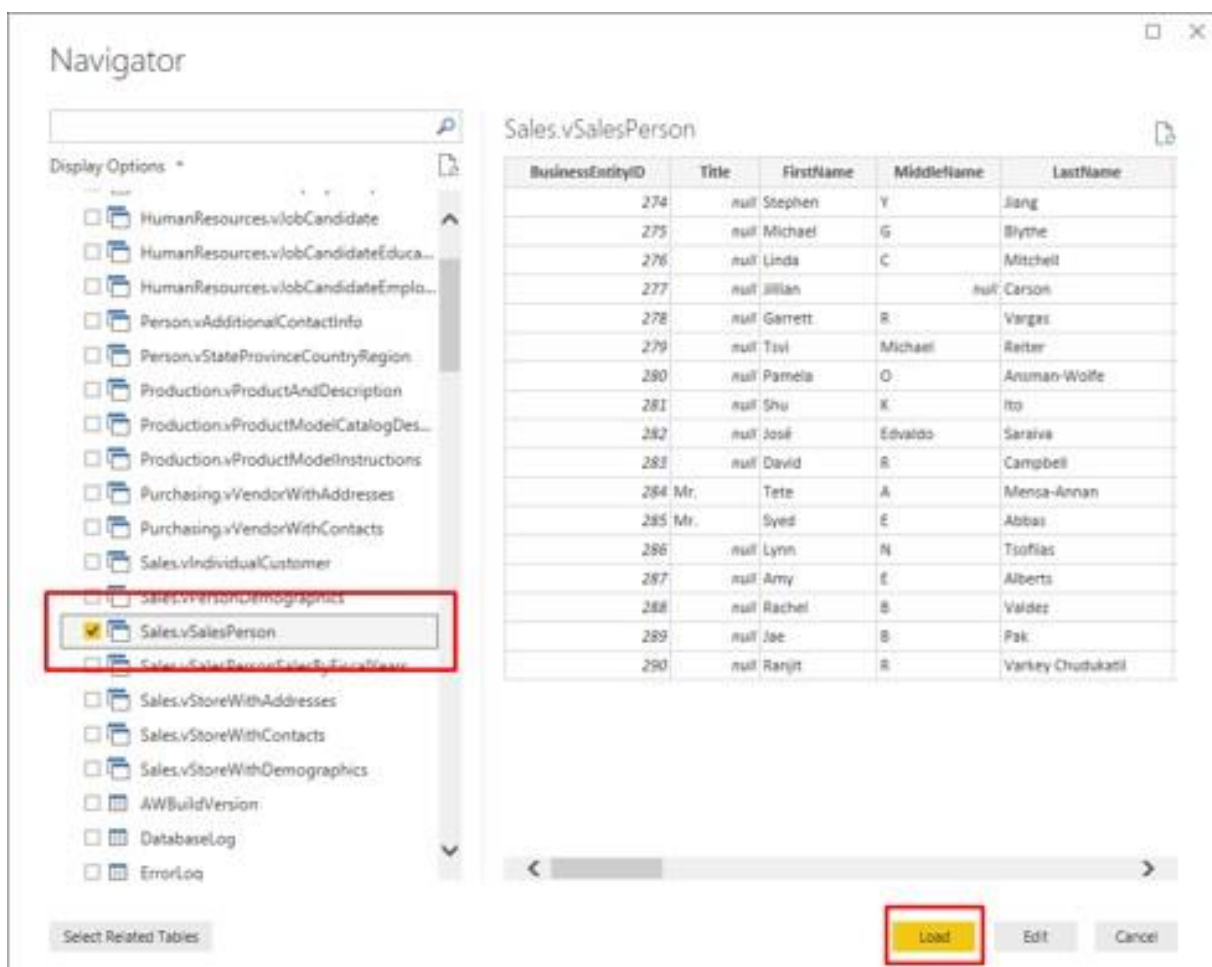 Navigator
Display Options
HumanResources.vJobCandidate
HumanResources.vJobCandidateEduca...
HumanResources.vJobCandidateEmplo...
Person.vAdditionalContactInfo
Person.vStateProvinceCountryRegion
Production.vProductAndDescription
Production.vProductModelCatalogDes...
Production.vProductModelInstructions
Purchasing.vVendorWithAddresses
Purchasing.vVendorWithContacts
Sales.vIndividualCustomer
Sales.vPersonDemographics
Sales.vSalesPerson
Sales.vSalesPersonSalesByFiscalYears
Sales.vStoreWithAddresses
Sales.vStoreWithContacts
Sales.vStoreWithDemographics
AWBuildVersion
DatabaseLog
ErrorLog
Select Related Tables
Sales.vSalesPerson
BusinessEntityID Title FirstName MiddleName LastName
274 null Stephen Y Jiang
275 null Michael G Blythe
276 null Linda C Mitchell
277 null Jillian null Carson
278 null Garrett R Vargas
279 null Tsvi Michael Reiter
280 null Pamela O Ansman-Wolfe
281 null Shu K Ito
282 null José Edvaldo Saraiva
283 null David R Campbell
284 Mr. Tete A Mensa-Annan
285 Mr. Syed E Abbas
286 null Lynn N Tsoflias
287 null Amy E Alberts
288 null Rachel B Valdez
289 null Jae B Pak
290 null Ranjit R Varkey Chudukatil
Load Edit Cancel